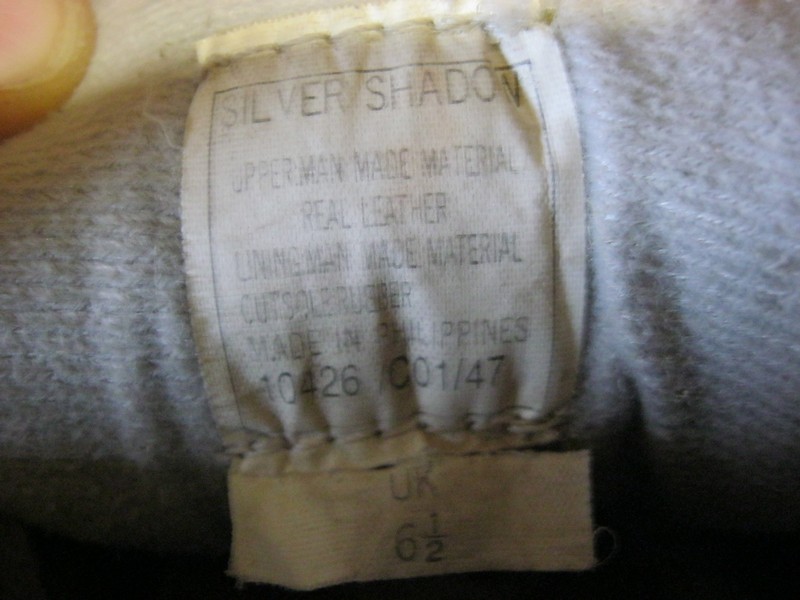 SILVER SHADOW
UPPER:MAN MADE MATERIAL
REAL LEATHER
LINING:MAN MADE MATERIAL
OUTSOLE:RUBBER
MADE IN PHILIPPINES
10426 /C01/47
UK
6½